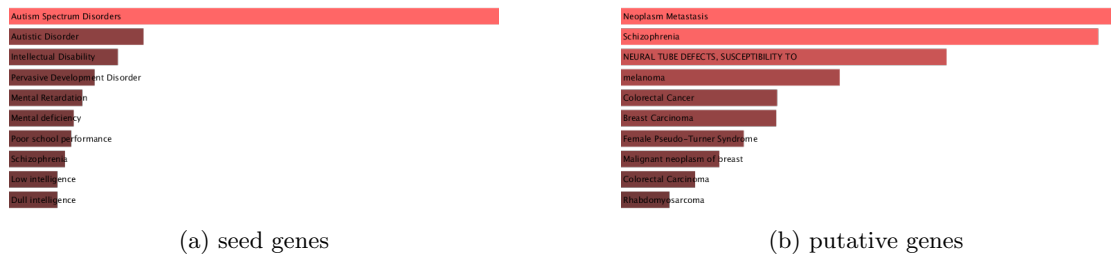 Autism Spectrum Disorders
Autistic Disorder
Intellectual Disability
Pervasive Development Disorder
Mental Retardation
Mental deficiency
Poor school performance
Schizophrenia
Low intelligence
Dull intelligence
(a) seed genes
Neoplasm Metastasis
Schizophrenia
NEURAL TUBE DEFECTS, SUSCEPTIBILITY TO
melanoma
Colorectal Cancer
Breast Carcinoma
Female Pseudo-Turner Syndrome
Malignant neoplasm of breast
Colorectal Carcinoma
Rhabdomyosarcoma
(b) putative genes